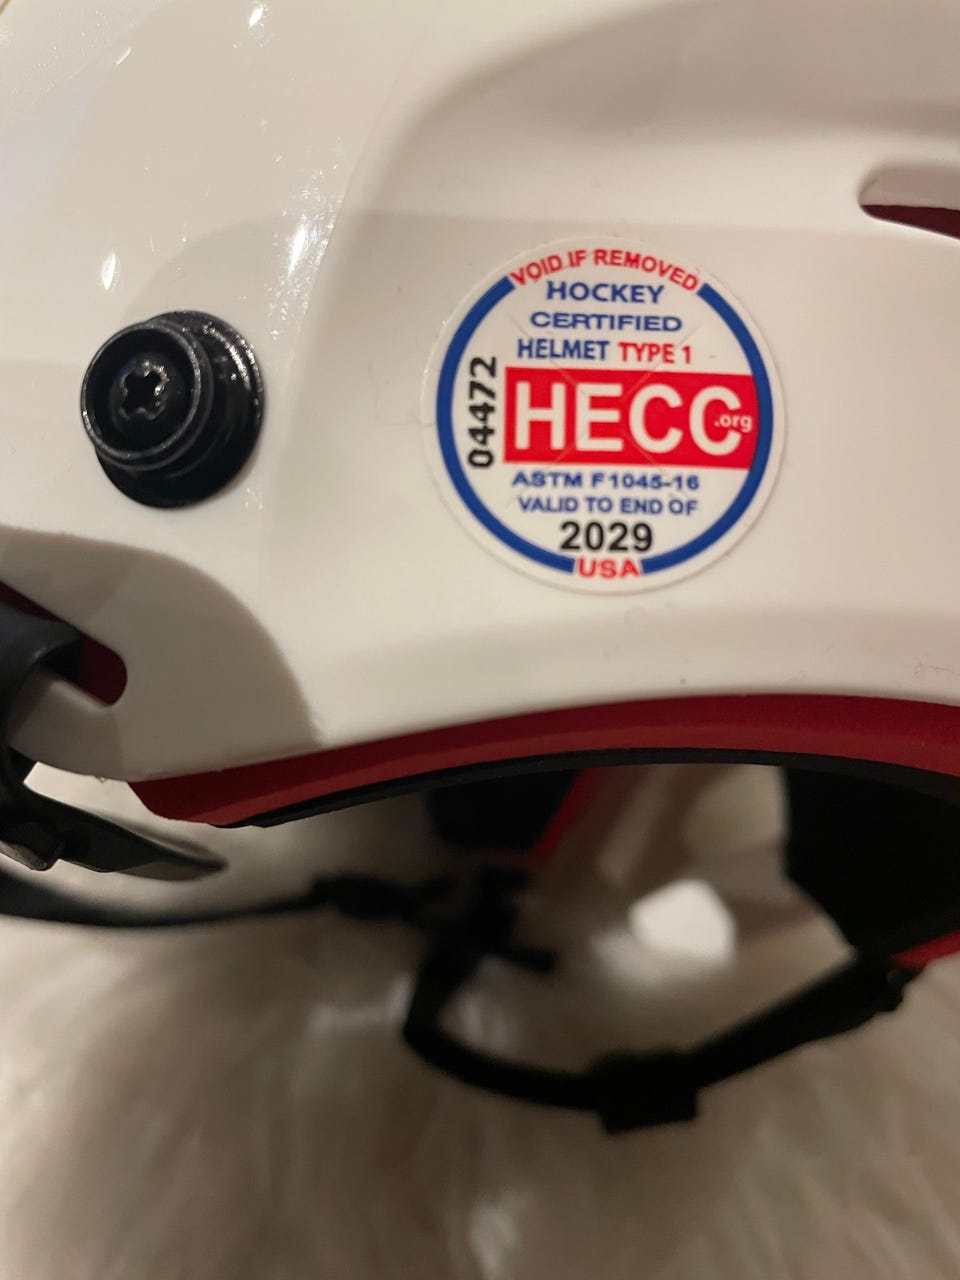 VOID IF REMOVED
HOCKEY
CERTIFIED
HELMET TYPE 1
04472
HECC.org
ASTM F1045-16
VALID TO END OF
2029
USA